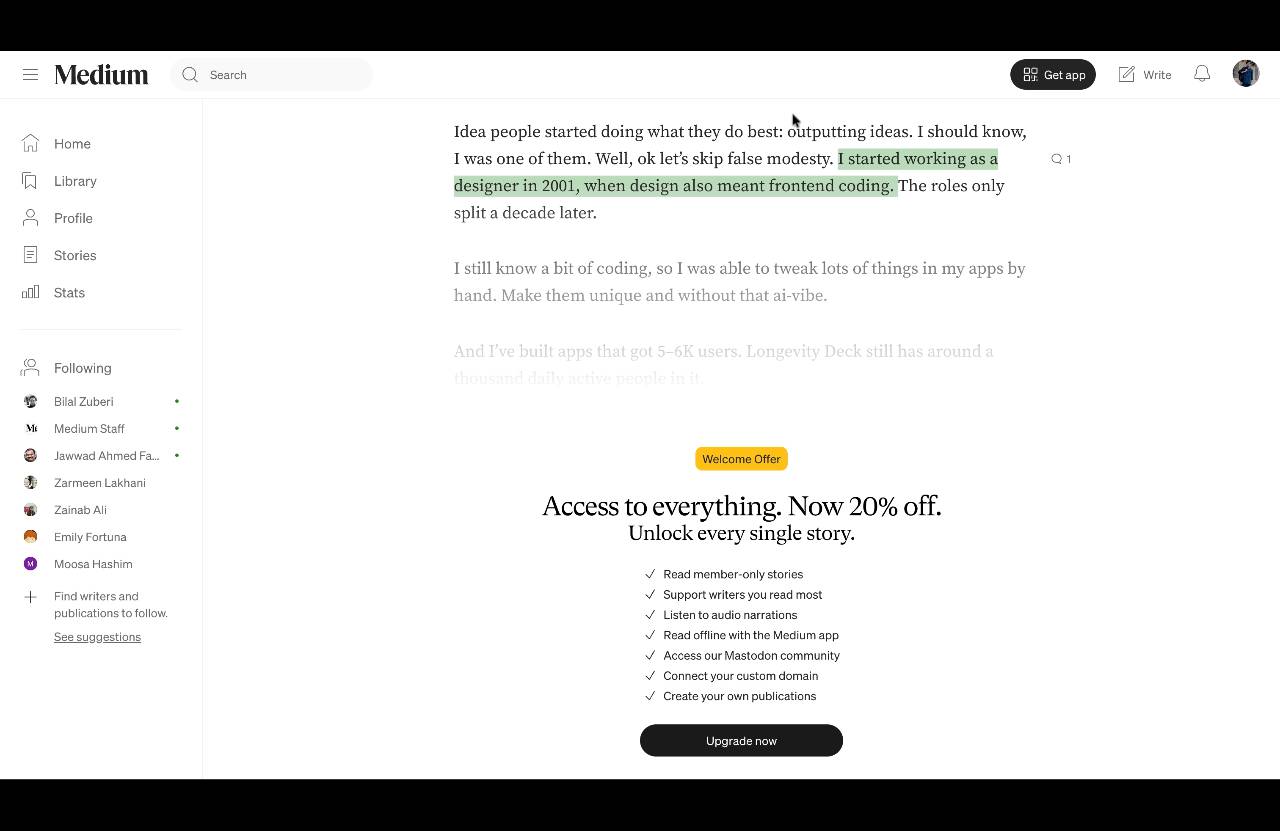 Medium
Search
Get app
Write
Home
Library
Profile
Stories
Stats
Following
Bilal Zuberi
Medium Staff
Jawwad Ahmed Fa...
Zarmeen Lakhani
Zainab Ali
Emily Fortuna
M
Moosa Hashim
Find writers and
publications to follow.
See suggestions
Idea people started doing what they do best: outputting ideas. I should know,
I was one of them. Well, ok let’s skip false modesty. I started working as a
1
designer in 2001, when design also meant frontend coding. The roles only
split a decade later.
I still know a bit of coding, so I was able to tweak lots of things in my apps by
hand. Make them unique and without that ai-vibe.
And I’ve built apps that got 5–6K users. Longevity Deck still has around a
thousand daily active people in it.
Welcome Offer
Access to everything. Now 20% off.
Unlock every single story.
Read member-only stories
Support writers you read most
Listen to audio narrations
Read offline with the Medium app
Access our Mastodon community
Connect your custom domain
Create your own publications
Upgrade now